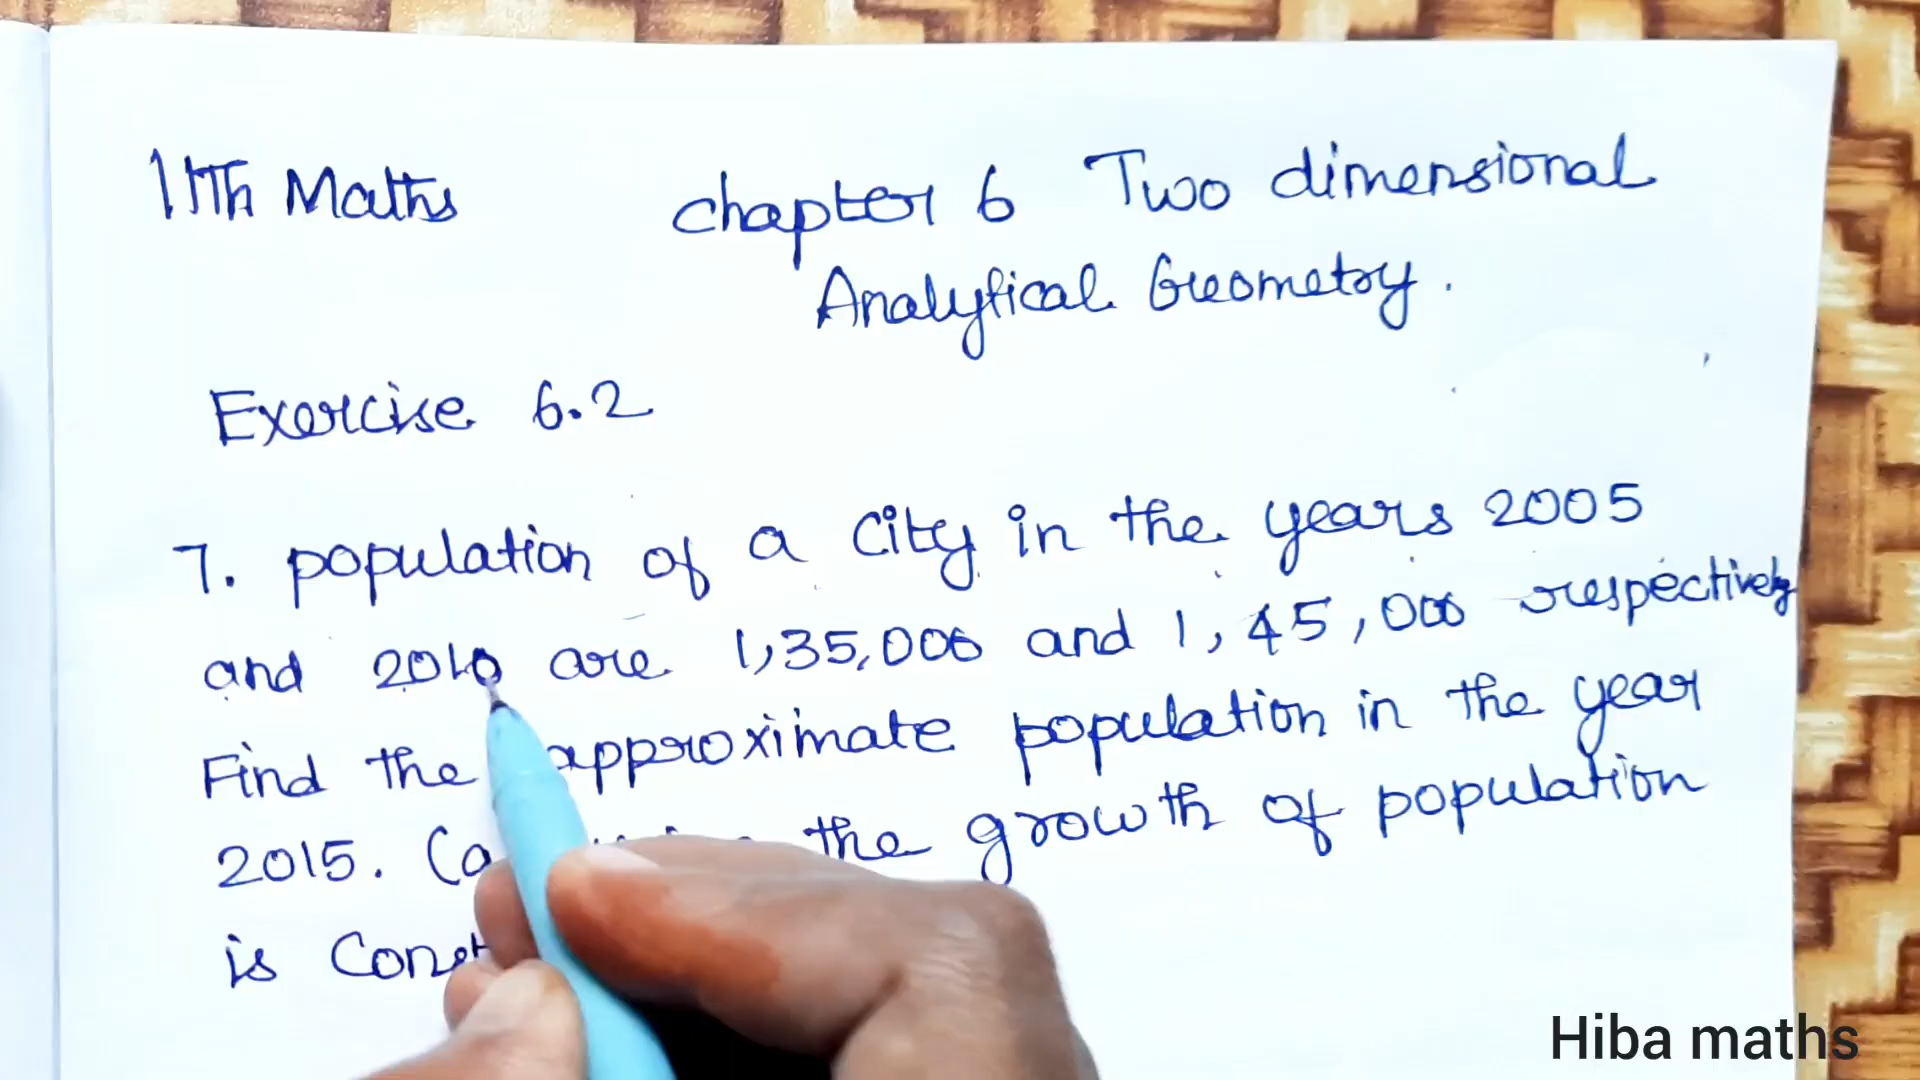 11Th Maths chapter 6 Two dimensional
Analytical Geometry.
Exercise 6.2
7. population of a city in the years 2005
and 2010 are 1,35,000 and 1,45,000 respectively
Find the approximate population in the year
2015. the growth of population
is
Hiba maths